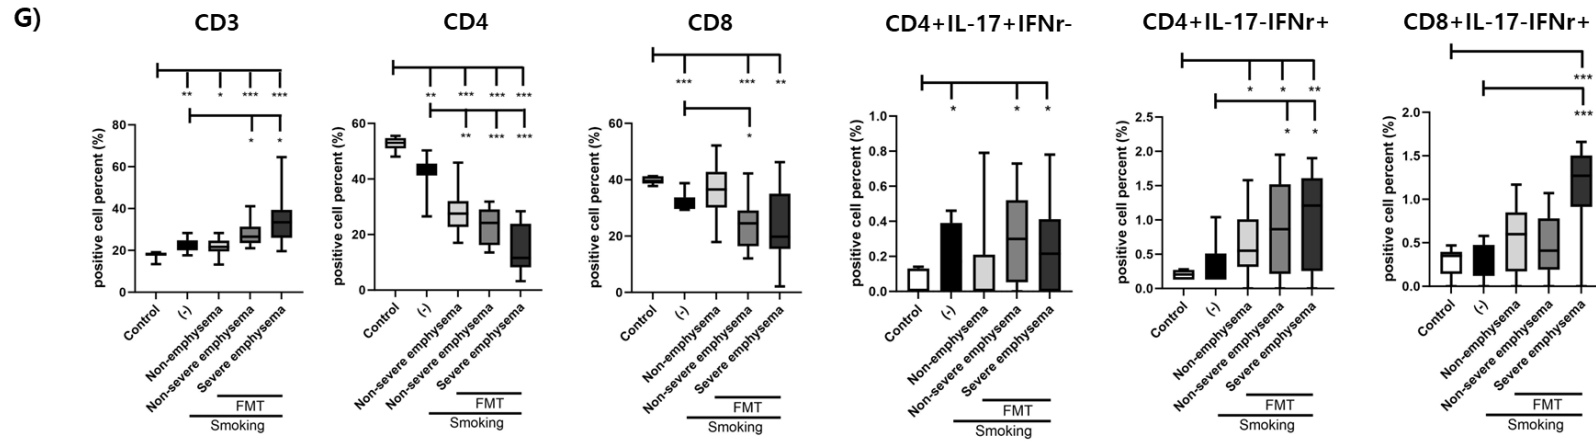 G)
CD3
positive cell percent (%)
80
60
40
20
0
** * *** ***
* *
Control
(-)
Non-emphysema
Non-severe emphysema
Severe emphysema
FMT
Smoking
CD4
positive cell percent (%)
60
40
20
0
** *** *** ***
** *** ***
Control
(-)
Non-severe emphysema
Non-severe emphysema
Severe emphysema
FMT
Smoking
CD8
positive cell percent (%)
60
40
20
0
*** *** **
*
Control
(-)
Non-emphysema
Non-severe emphysema
Severe emphysema
FMT
Smoking
CD4+IL-17+IFNr-
positive cell percent (%)
1.0
0.8
0.6
0.4
0.2
0.0
* * *
Control
(-)
Non-emphysema
Non-severe emphysema
Severe emphysema
FMT
Smoking
CD4+IL-17-IFNr+
positive cell percent (%)
2.5
2.0
1.5
1.0
0.5
0.0
* * **
* *
Control
(-)
Non-emphysema
Non-severe emphysema
Severe emphysema
FMT
Smoking
CD8+IL-17-IFNr+
positive cell percent (%)
2.0
1.5
1.0
0.5
0.0
***
***
Control
(-)
Non-emphysema
Non-severe emphysema
Severe emphysema
FMT
Smoking